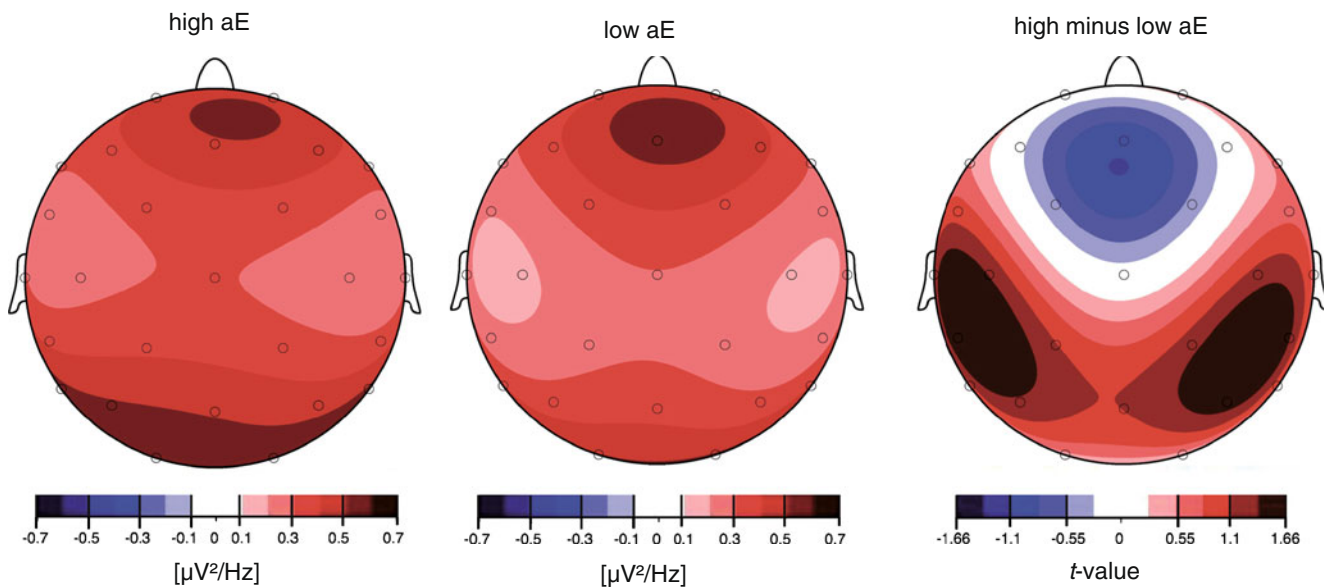 high aE
low aE
high minus low aE
-0.7 -0.5 -0.3 -0.1 0 0.1 0.3 0.5 0.7
-0.7 -0.5 -0.3 -0.1 0 0.1 0.3 0.5 0.7
-1.66 -1.1 -0.55 0 0.55 1.1 1.66
[µV²/Hz]
[µV²/Hz]
t-value